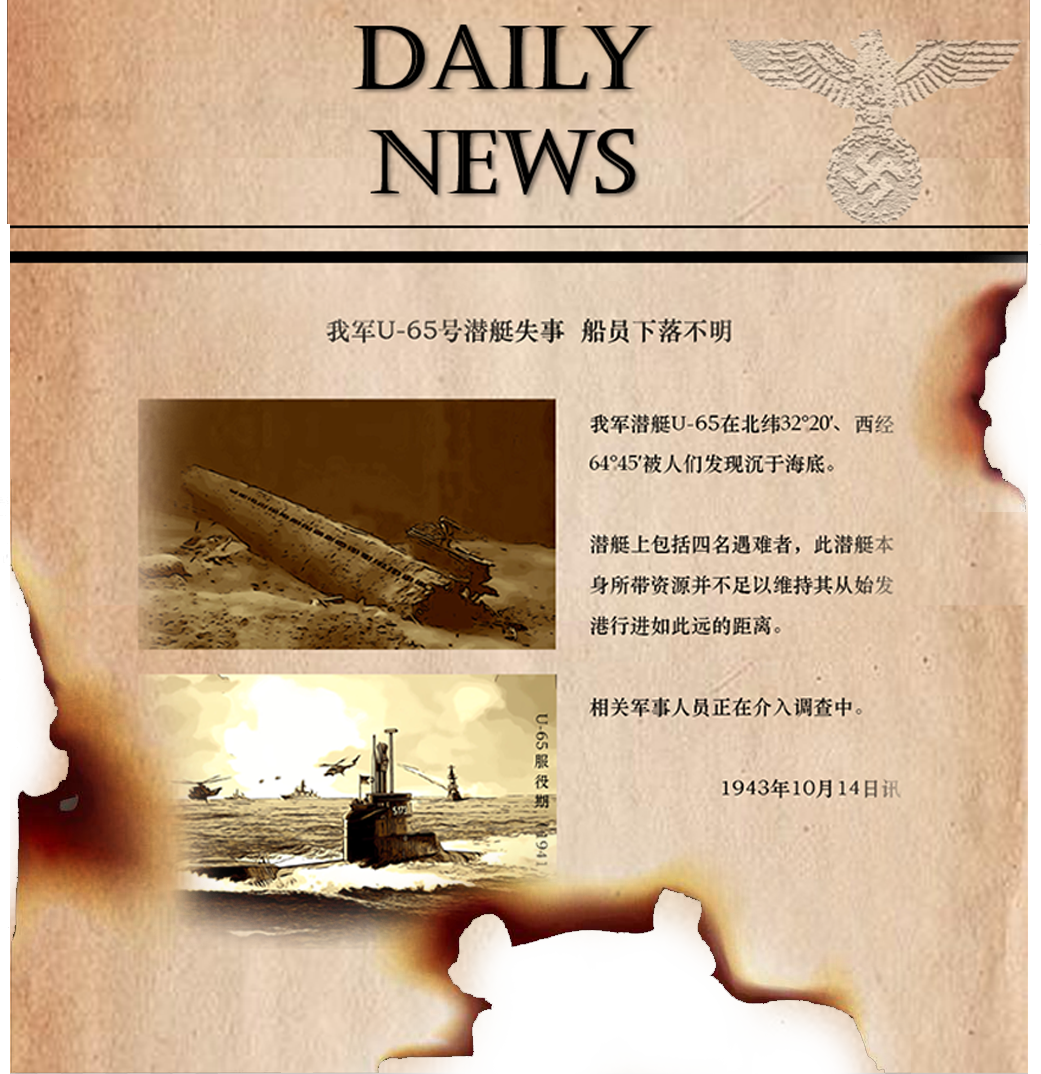 DAILY
NEWS
我军U-65号潜艇失事 船员下落不明
我军潜艇U-65在北纬32°20′、西经
64°45′被人们发现沉于海底。
潜艇上包括四名遇难者，此潜艇本
身所带资源并不足以维持其从始发
港行进如此远的距离。
相关军事人员正在介入调查中。
1943年10月14日讯
U-65服役期 1941